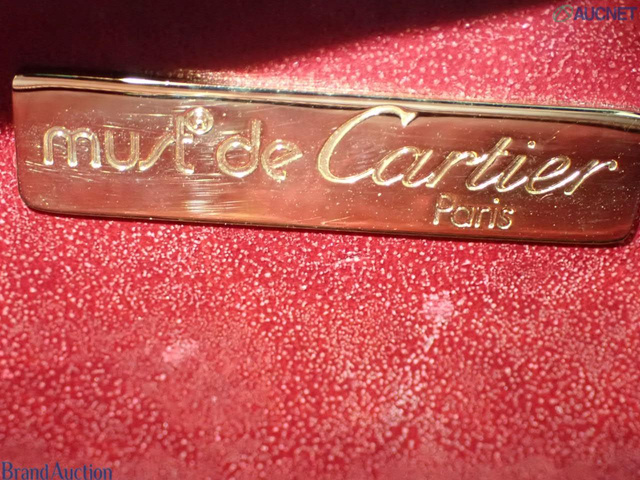 AUCNET
must® de Cartier
Paris
Brand Auction